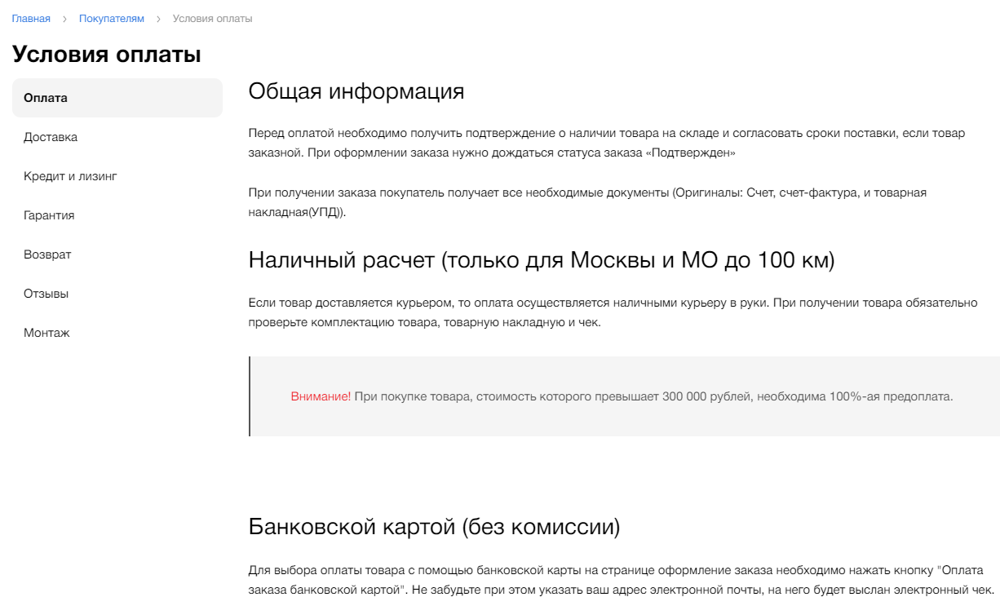 Главная > Покупателям > Условия оплаты
Условия оплаты
Оплата
Доставка
Кредит и лизинг
Гарантия
Возврат
Отзывы
Монтаж
Общая информация
Перед оплатой необходимо получить подтверждение о наличии товара на складе и согласовать сроки поставки, если товар
заказной. При оформлении заказа нужно дождаться статуса заказа «Подтвержден»
При получении заказа покупатель получает все необходимые документы (Оригиналы: Счет, счет-фактура, и товарная
накладная(УПД)).
Наличный расчет (только для Москвы и МО до 100 км)
Если товар доставляется курьером, то оплата осуществляется наличными курьеру в руки. При получении товара обязательно
проверьте комплектацию товара, товарную накладную и чек.
Внимание! При покупке товара, стоимость которого превышает 300 000 рублей, необходима 100%-ая предоплата.
Банковской картой (без комиссии)
Для выбора оплаты товара с помощью банковской карты на странице оформление заказа необходимо нажать кнопку "Оплата
заказа банковской картой". Не забудьте при этом указать ваш адрес электронной почты, на него будет выслан электронный чек.